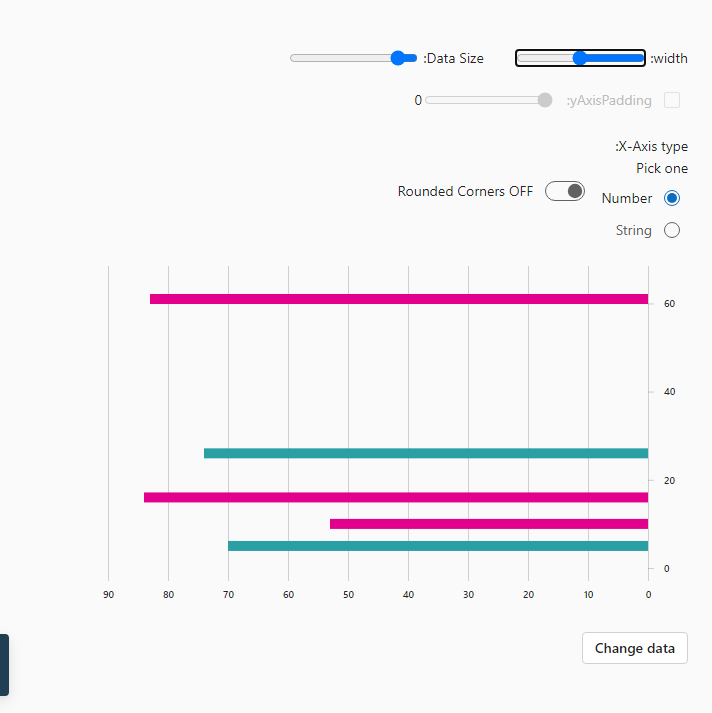 :width
:Data Size
:yAxisPadding
0
:X-Axis type
Pick one
Number
Rounded Corners OFF
String
60
40
20
0
90 80 70 60 50 40 30 20 10 0
Change data